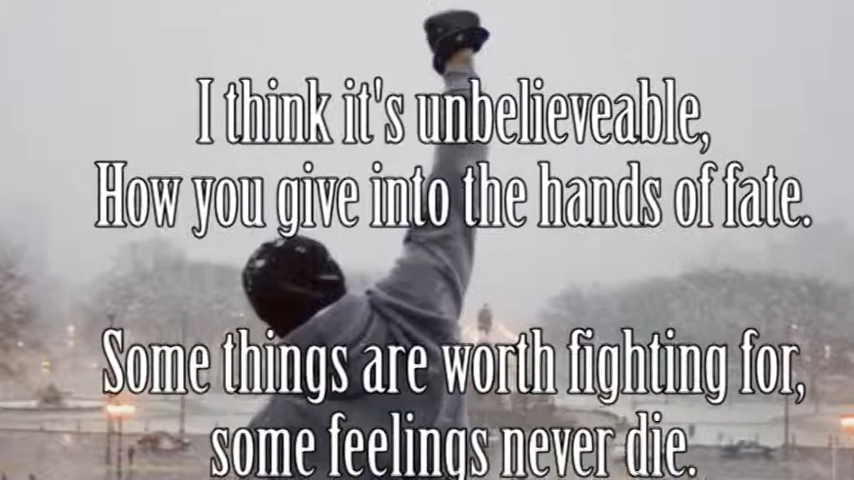 I think it's unbelieveable,
How you give into the hands of fate.
Some things are worth fighting for,
some feelings never die.